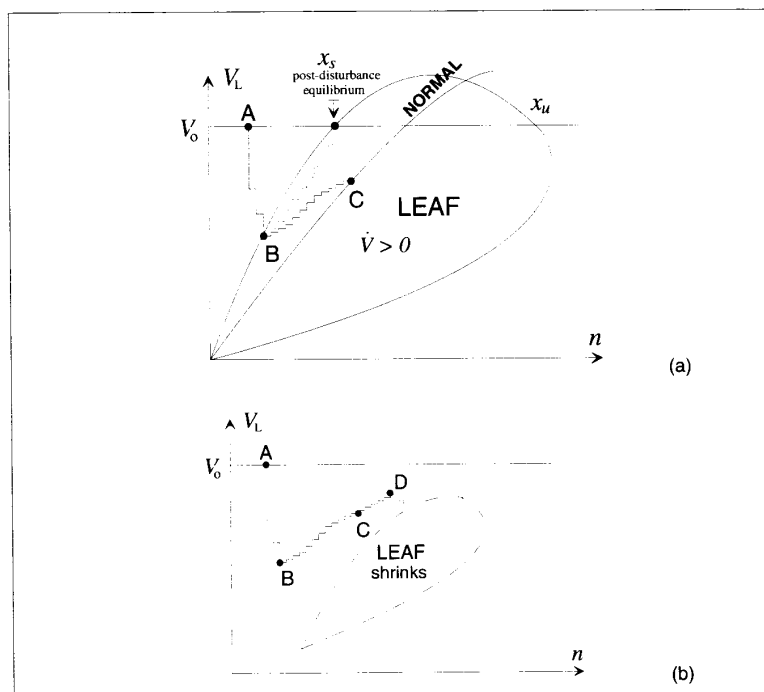 x_s
post-disturbance
equilibrium
V_L
A
V_o
NORMAL
x_u
C
LEAF
B
V̇ > 0
n
(a)
V_L
A
V_o
D
C
LEAF
B
shrinks
n
(b)